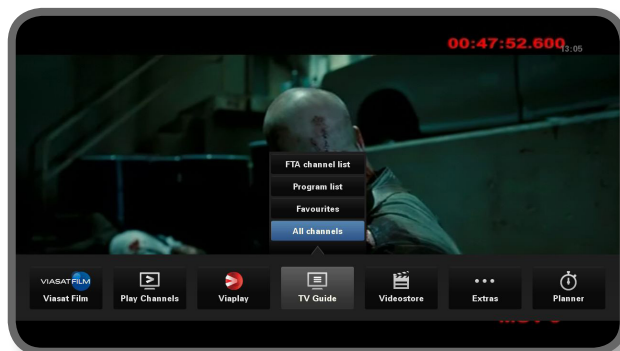 00:47:52.600
13:05
FTA channel list
Program list
Favourites
All channels
VIASAT FILM
Viasat Film
Play Channels
Viaplay
TV Guide
Videostore
Extras
Planner